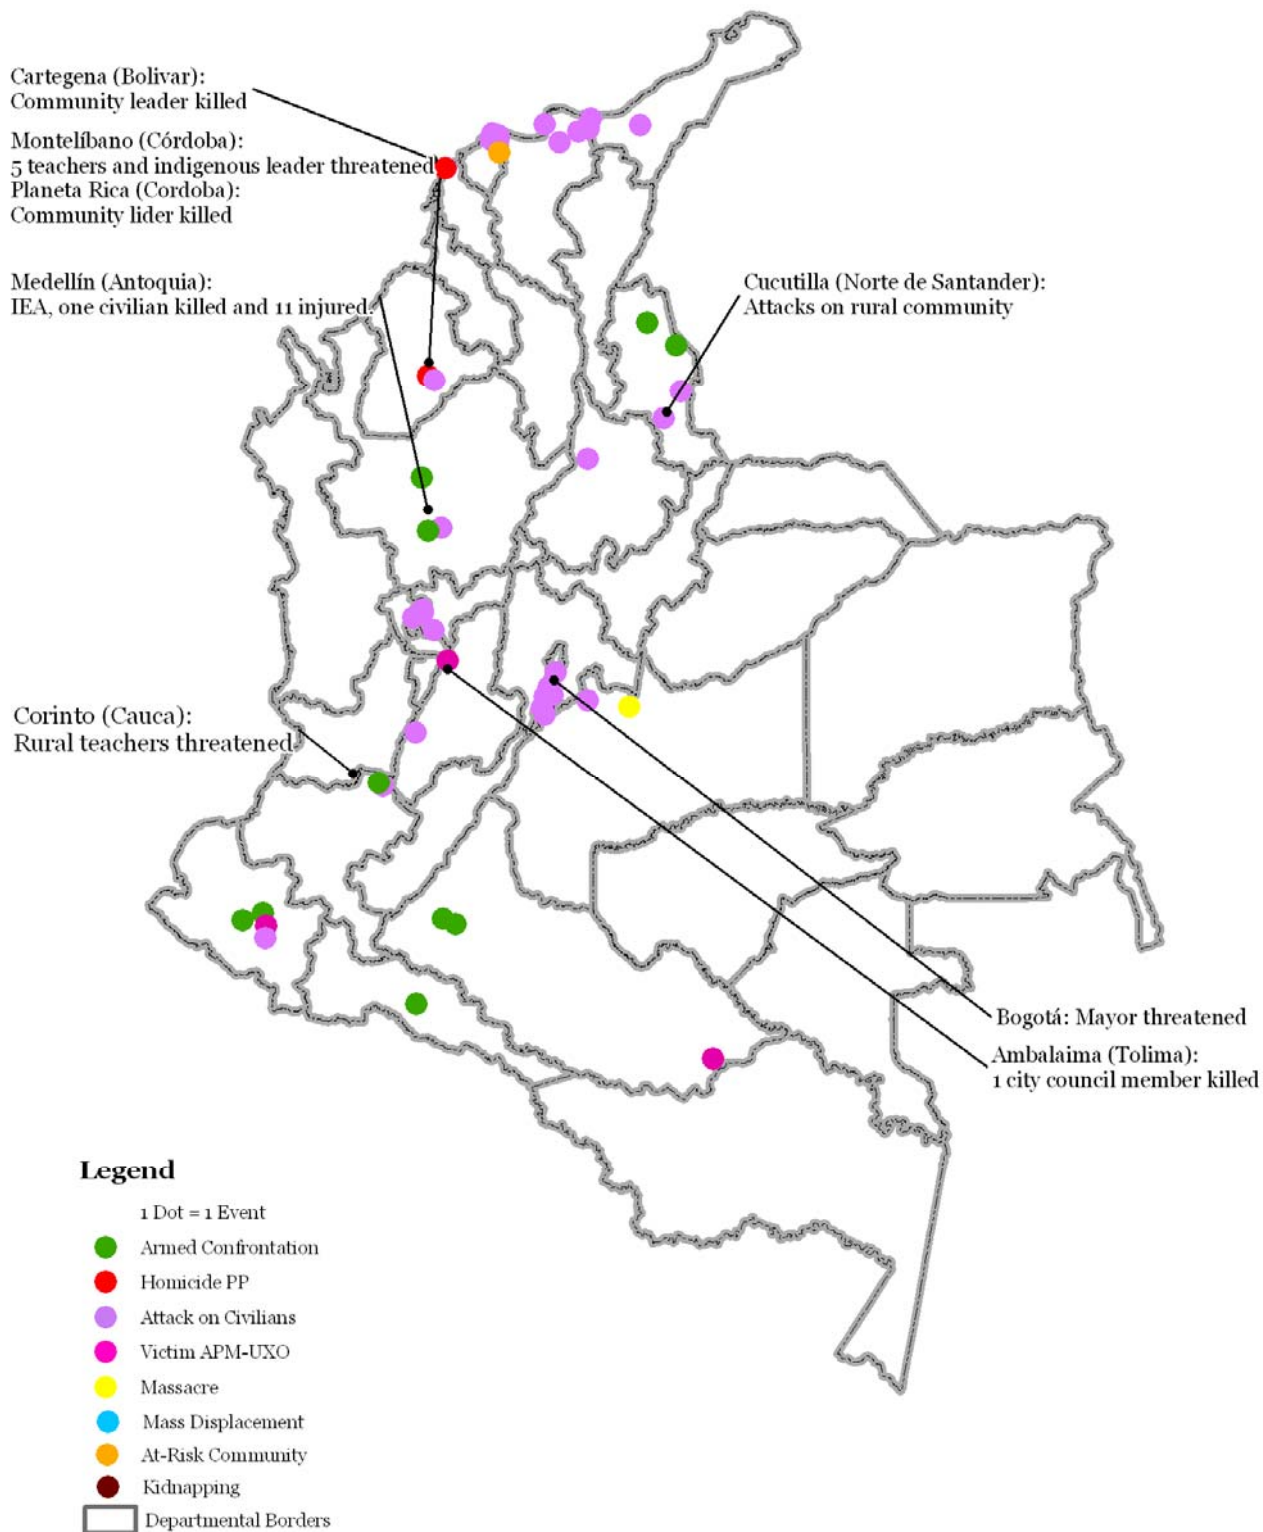 Cartegena (Bolivar):
Community leader killed
Montelíbano (Córdoba):
5 teachers and indigenous leader threatened
Planeta Rica (Cordoba):
Community lider killed
Medellín (Antoquia):
IEA, one civilian killed and 11 injured.
Cucutilla (Norte de Santander):
Attacks on rural community
Corinto (Cauca):
Rural teachers threatened.
Bogotá: Mayor threatened
Ambalaima (Tolima):
1 city council member killed
Legend
1 Dot = 1 Event
Armed Confrontation
Homicide PP
Attack on Civilians
Victim APM-UXO
Massacre
Mass Displacement
At-Risk Community
Kidnapping
Departmental Borders